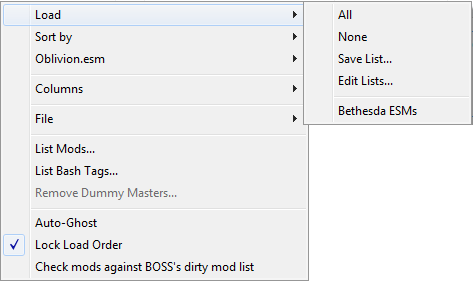 Load
Sort by
Oblivion.esm
Columns
File
List Mods...
List Bash Tags...
Remove Dummy Masters...
Auto-Ghost
Lock Load Order
Check mods against BOSS's dirty mod list
All
None
Save List...
Edit Lists...
Bethesda ESMs